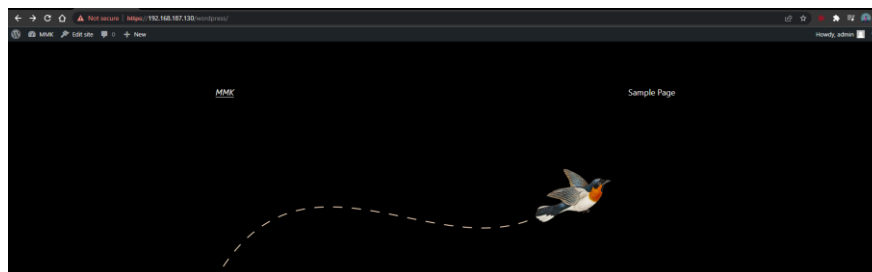 Not secure | https://192.168.187.130/wordpress/
MMK Edit site 0 + New Howdy, admin
MMK Sample Page